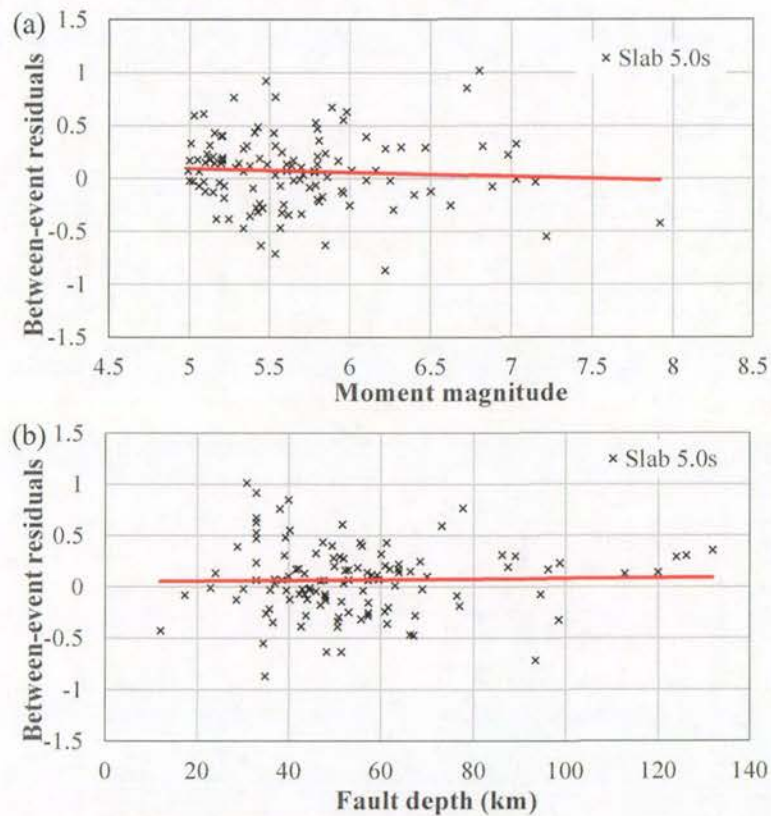 (a)
1.5
1
0.5
0
-0.5
-1
-1.5
Between-event residuals
× Slab 5.0s
4.5 5 5.5 6 6.5 7 7.5 8 8.5
Moment magnitude
(b)
1.5
1
0.5
0
-0.5
-1
-1.5
Between-event residuals
× Slab 5.0s
0 20 40 60 80 100 120 140
Fault depth (km)